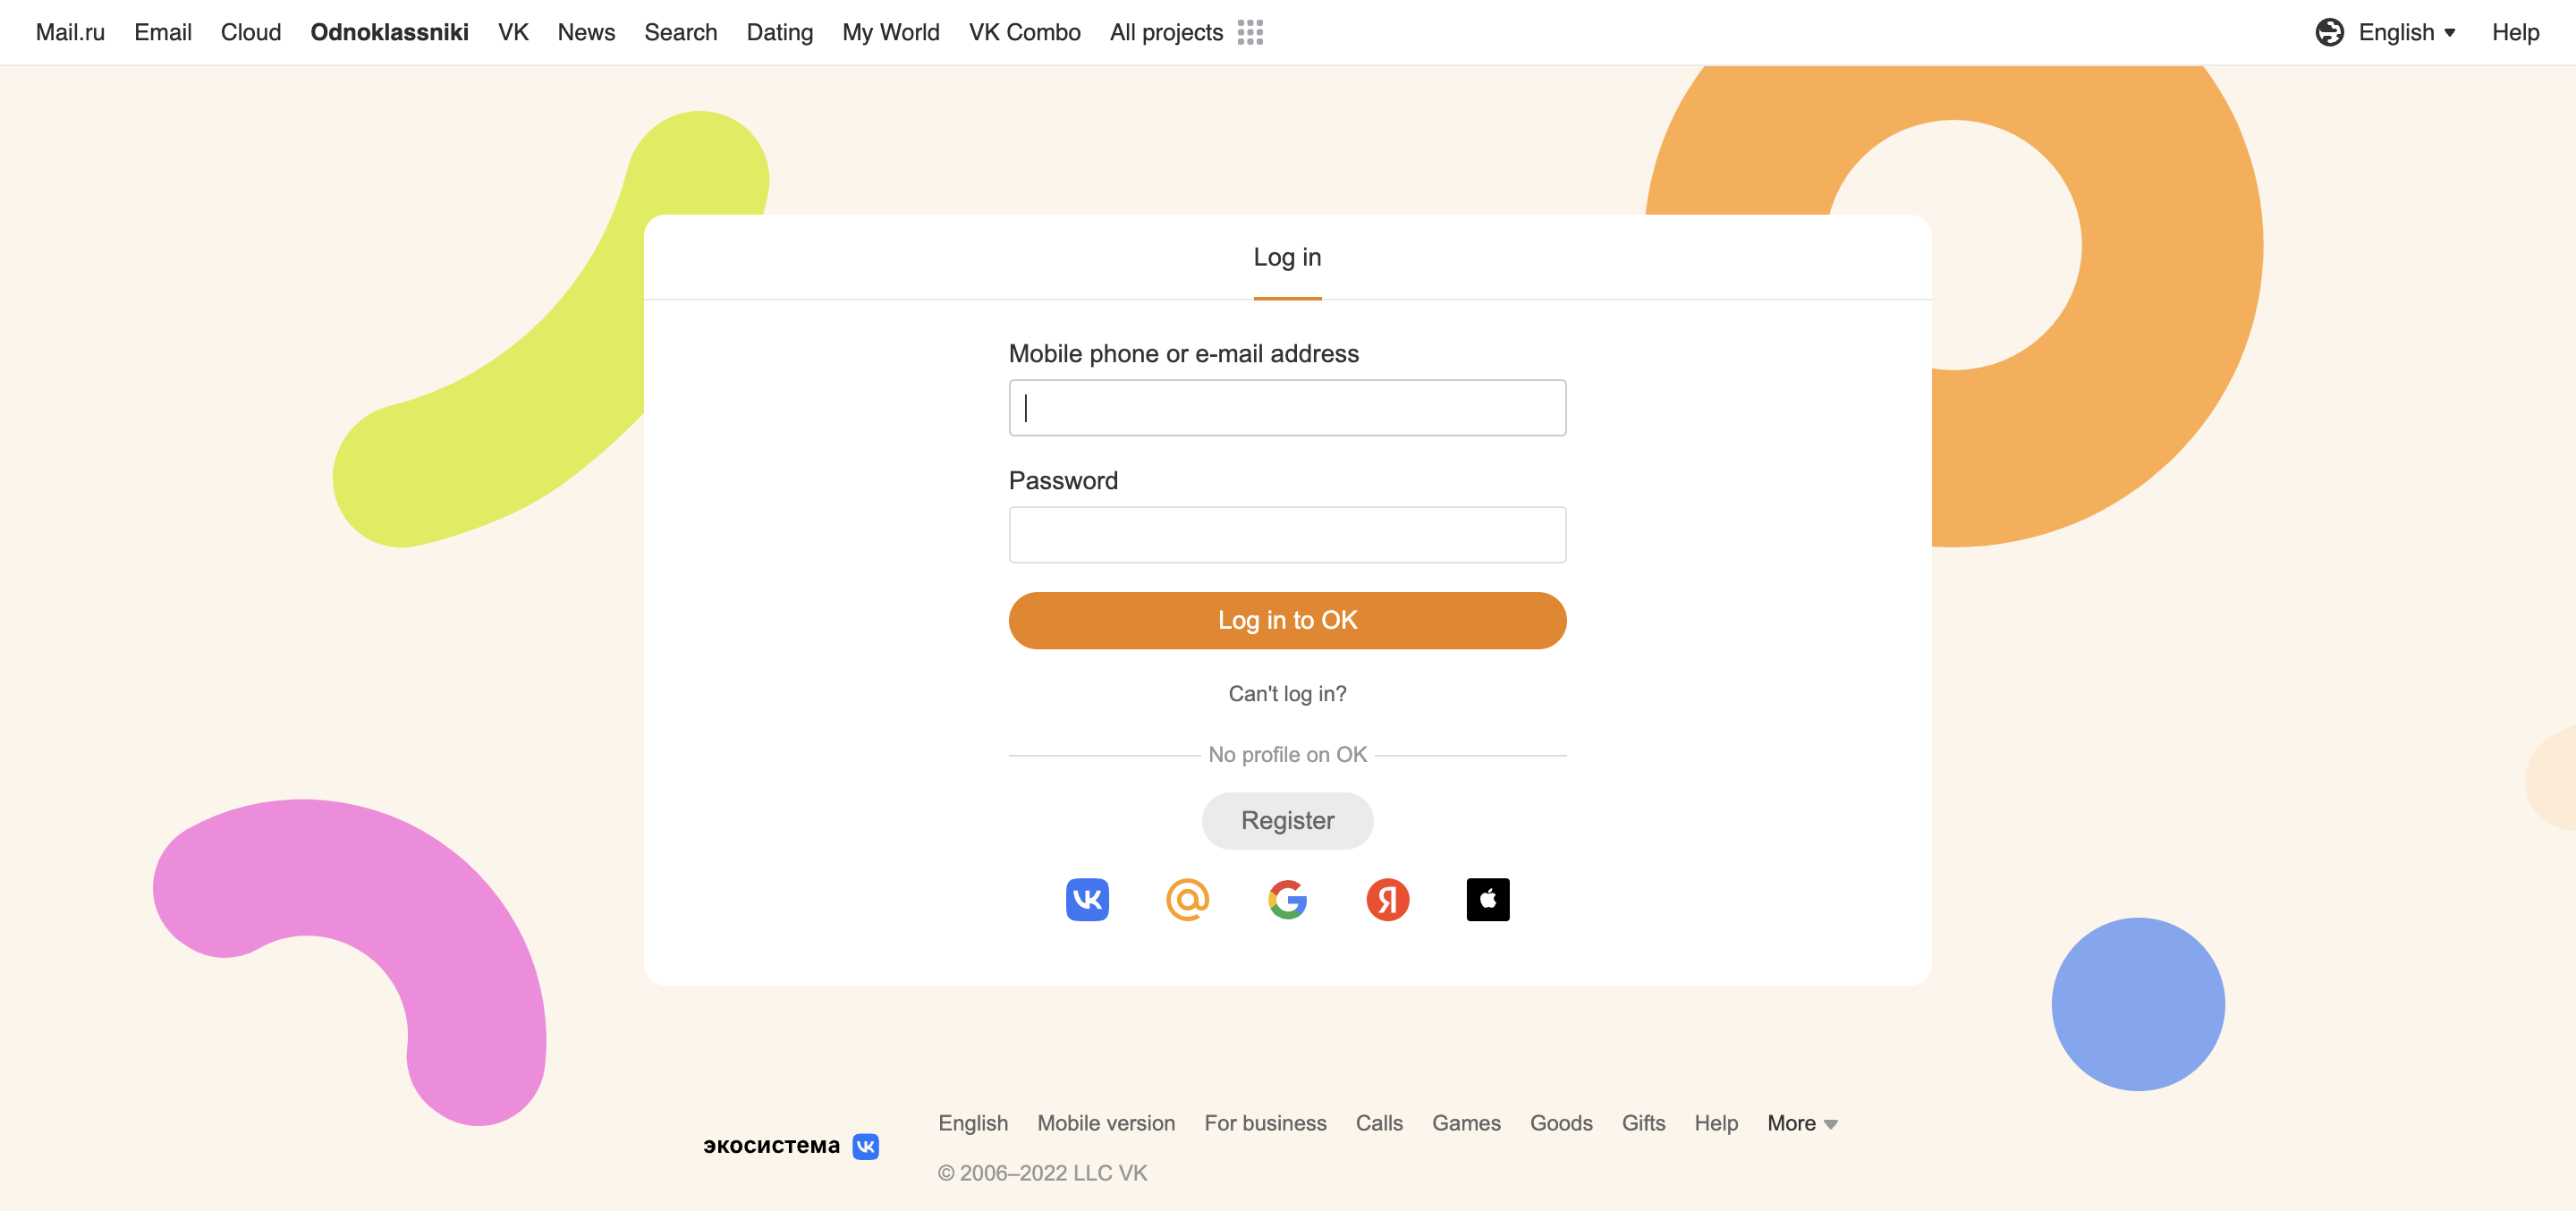 Mail.ru Email Cloud Odnoklassniki VK News Search Dating My World VK Combo All projects English Help
Log in
Mobile phone or e-mail address
Password
Log in to OK
Can't log in?
No profile on OK
Register
VK @ G Я
English Mobile version For business Calls Games Goods Gifts Help More
экосистема VK
© 2006–2022 LLC VK